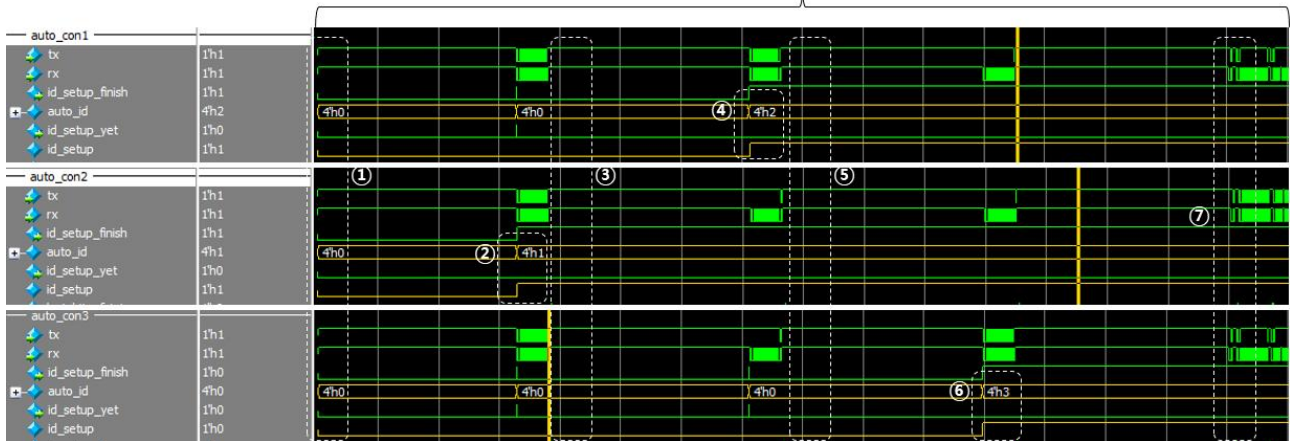 auto_con1
tx 1'h1
rx 1'h1
id_setup_finish 1'h1
auto_id 4'h2 4'h0 4'h0 ④ 4'h2
id_setup_yet 1'h0
id_setup 1'h1
auto_con2 ① ③ ⑤
tx 1'h1
rx 1'h1 ⑦
id_setup_finish 1'h1
auto_id 4'h1 4'h0 ② 4'h1
id_setup_yet 1'h0
id_setup 1'h1
auto_con3
tx 1'h1
rx 1'h1
id_setup_finish 1'h0
auto_id 4'h0 4'h0 4'h0 4'h0 ⑥ 4'h3
id_setup_yet 1'h0
id_setup 1'h0